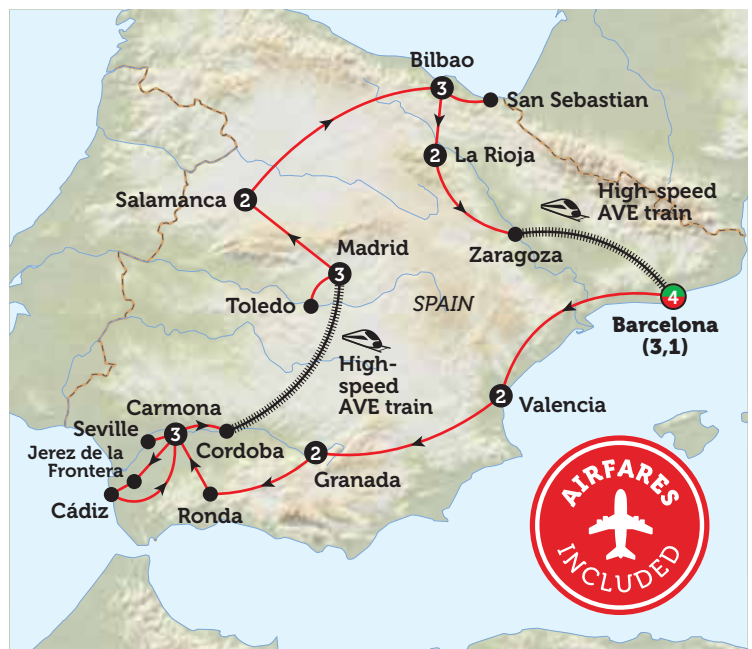 Bilbao
3
San Sebastian
2
La Rioja
High-speed
AVE train
Salamanca
2
Zaragoza
Madrid
3
Toledo
SPAIN
4
Barcelona
(3,1)
High-
speed
AVE train
2
Valencia
Carmona
Seville
3
Cordoba
Jerez de la
Frontera
2
Granada
Cádiz
Ronda
AIRFARES
INCLUDED